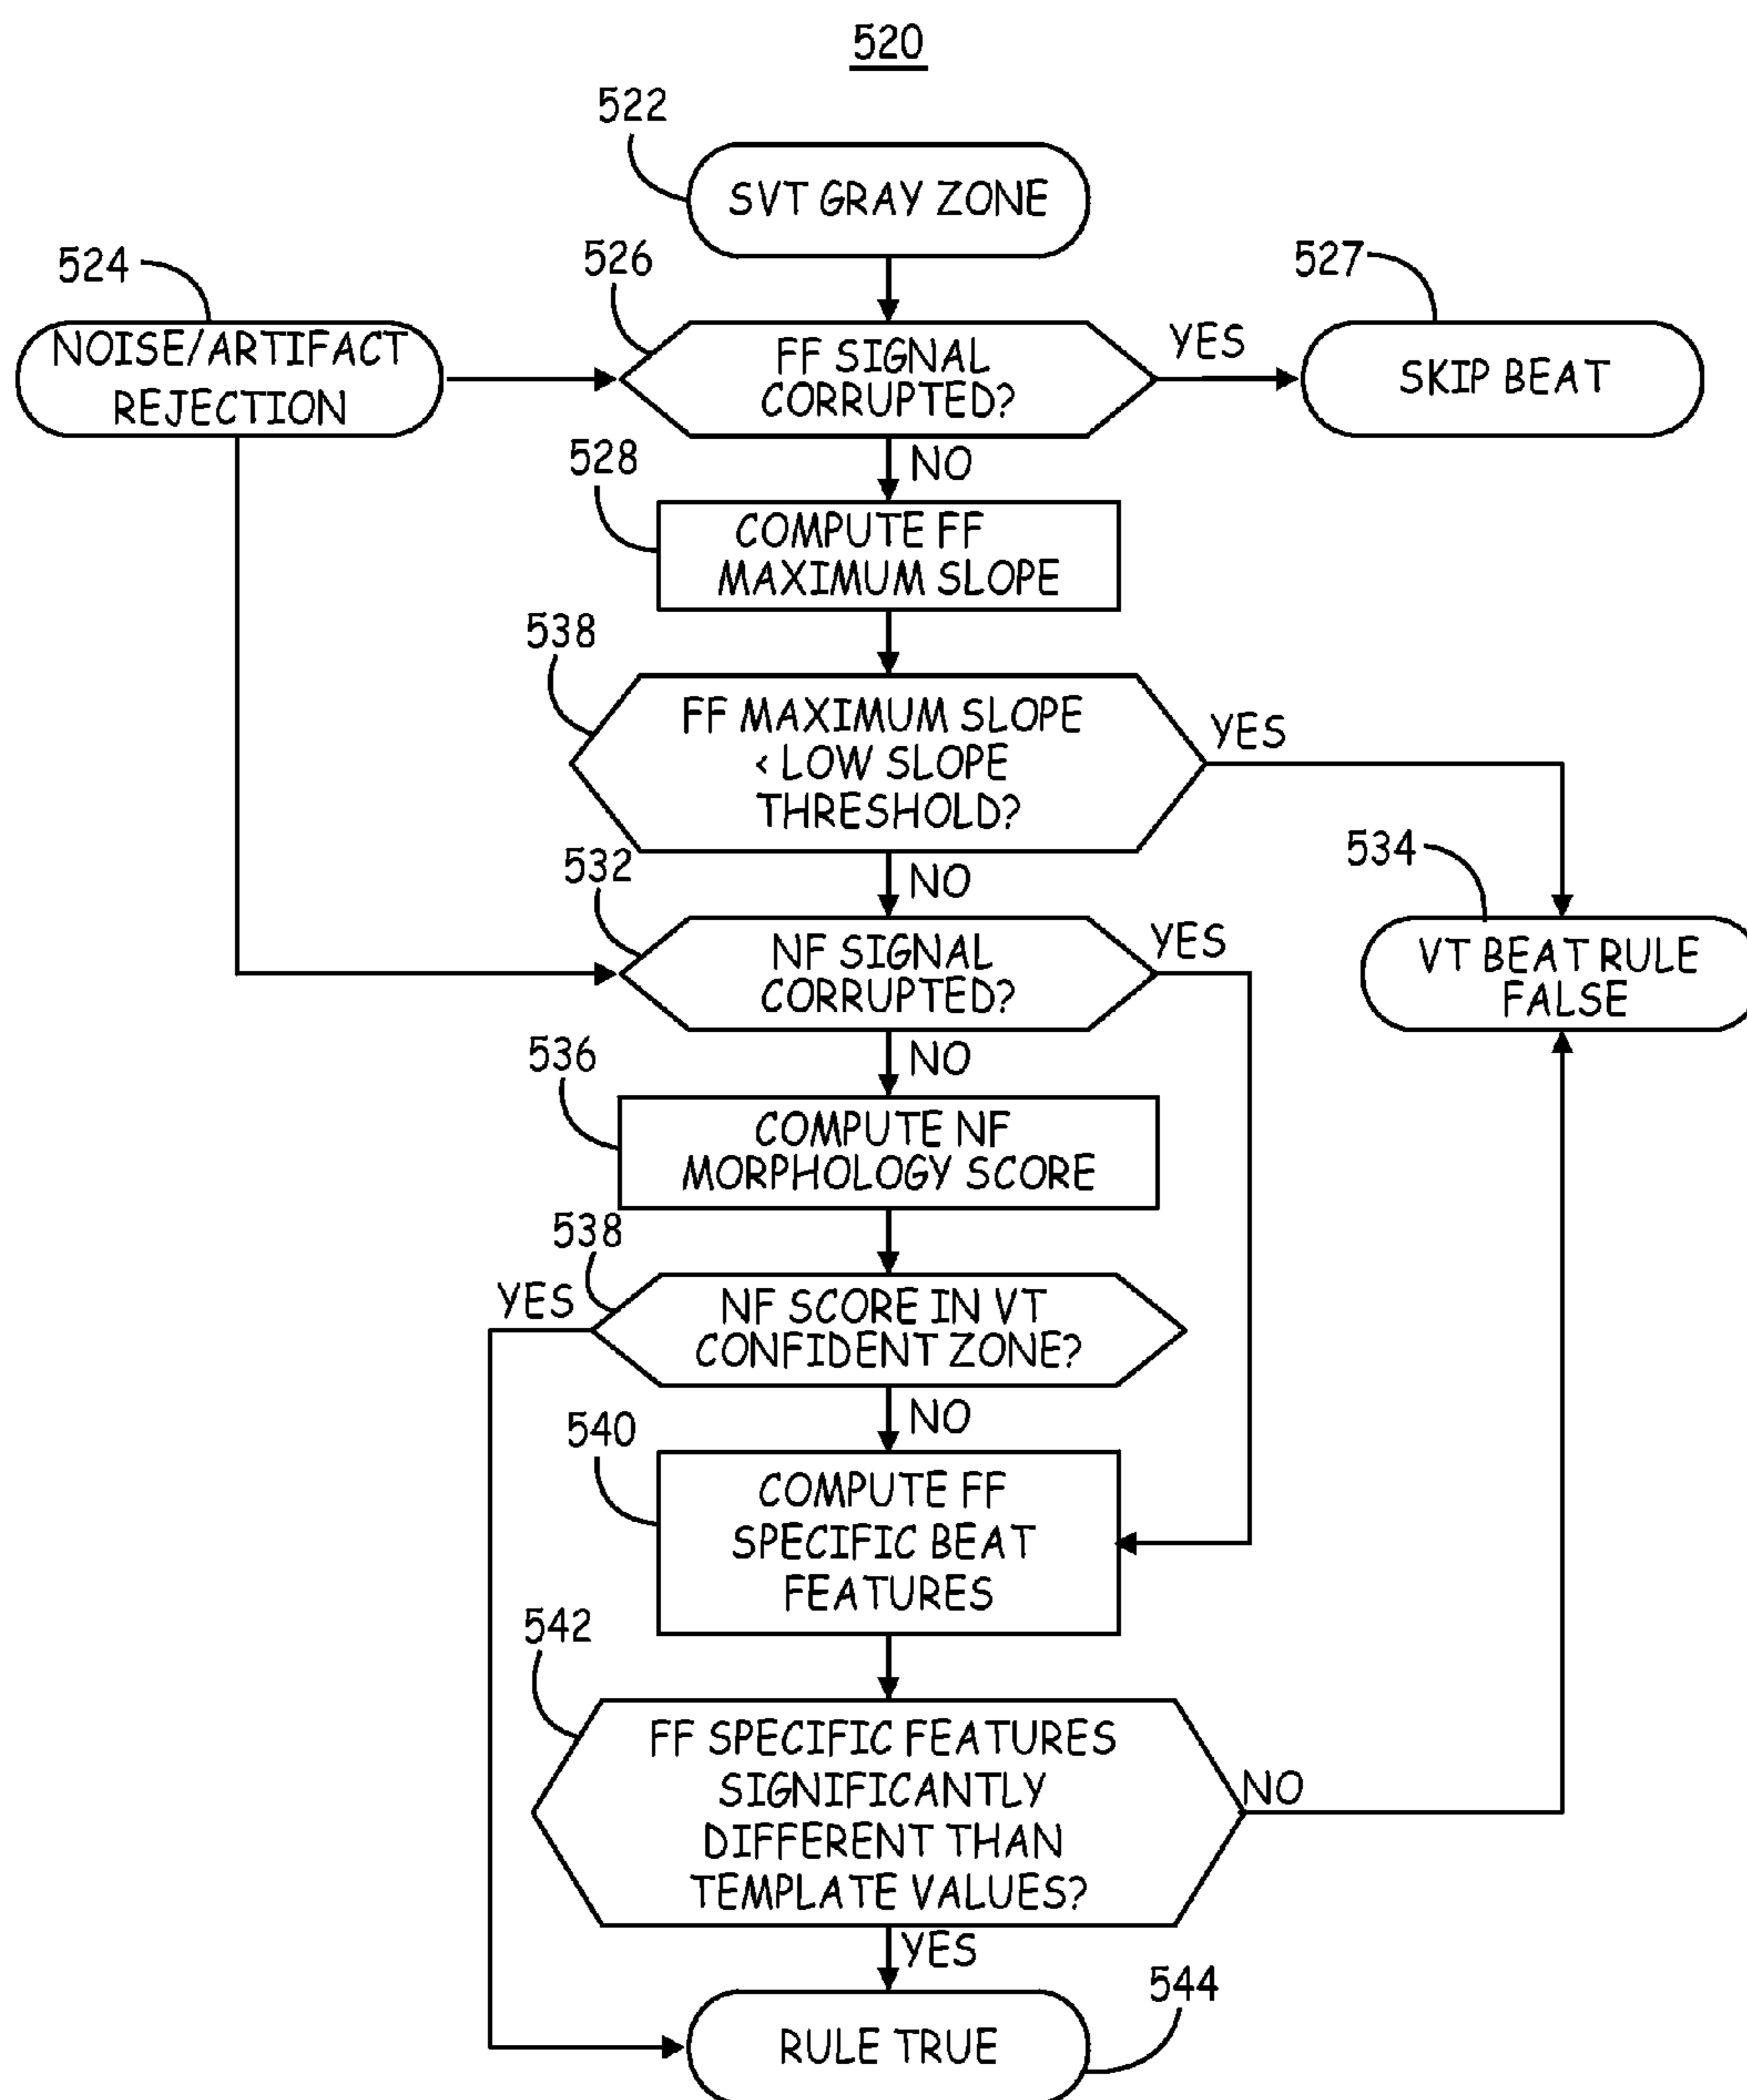 520
522
SVT GRAY ZONE
524
NOISE/ARTIFACT
REJECTION
526
FF SIGNAL
CORRUPTED?
YES
527
SKIP BEAT
NO
528
COMPUTE FF
MAXIMUM SLOPE
538
FF MAXIMUM SLOPE
< LOW SLOPE
THRESHOLD?
YES
NO
532
NF SIGNAL
CORRUPTED?
YES
534
VT BEAT RULE
FALSE
NO
536
COMPUTE NF
MORPHOLOGY SCORE
538
YES
NF SCORE IN VT
CONFIDENT ZONE?
NO
540
COMPUTE FF
SPECIFIC BEAT
FEATURES
542
FF SPECIFIC FEATURES
SIGNIFICANTLY
DIFFERENT THAN
TEMPLATE VALUES?
NO
YES
544
RULE TRUE